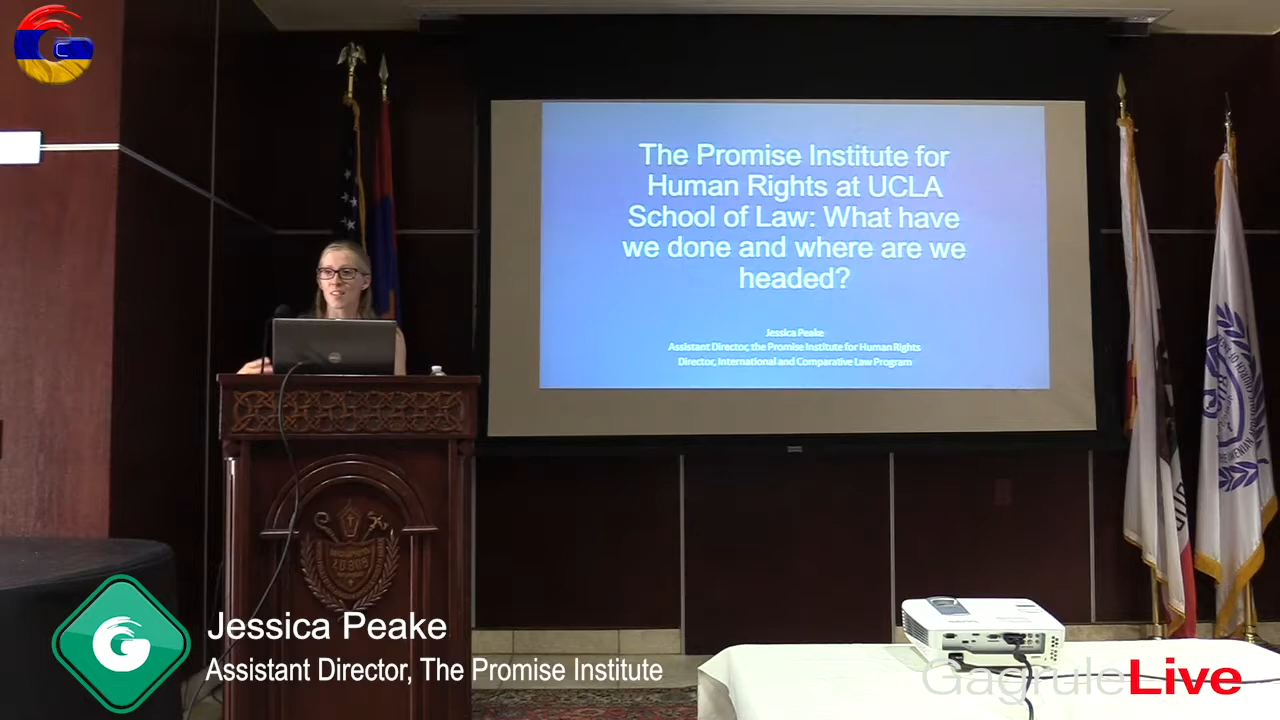 The Promise Institute for
Human Rights at UCLA
School of Law: What have
we done and where are we
headed?
Jessica Peake
Assistant Director, the Promise Institute for Human Rights
Director, International and Comparative Law Program
Jessica Peake
Assistant Director, The Promise Institute
GagruleLive